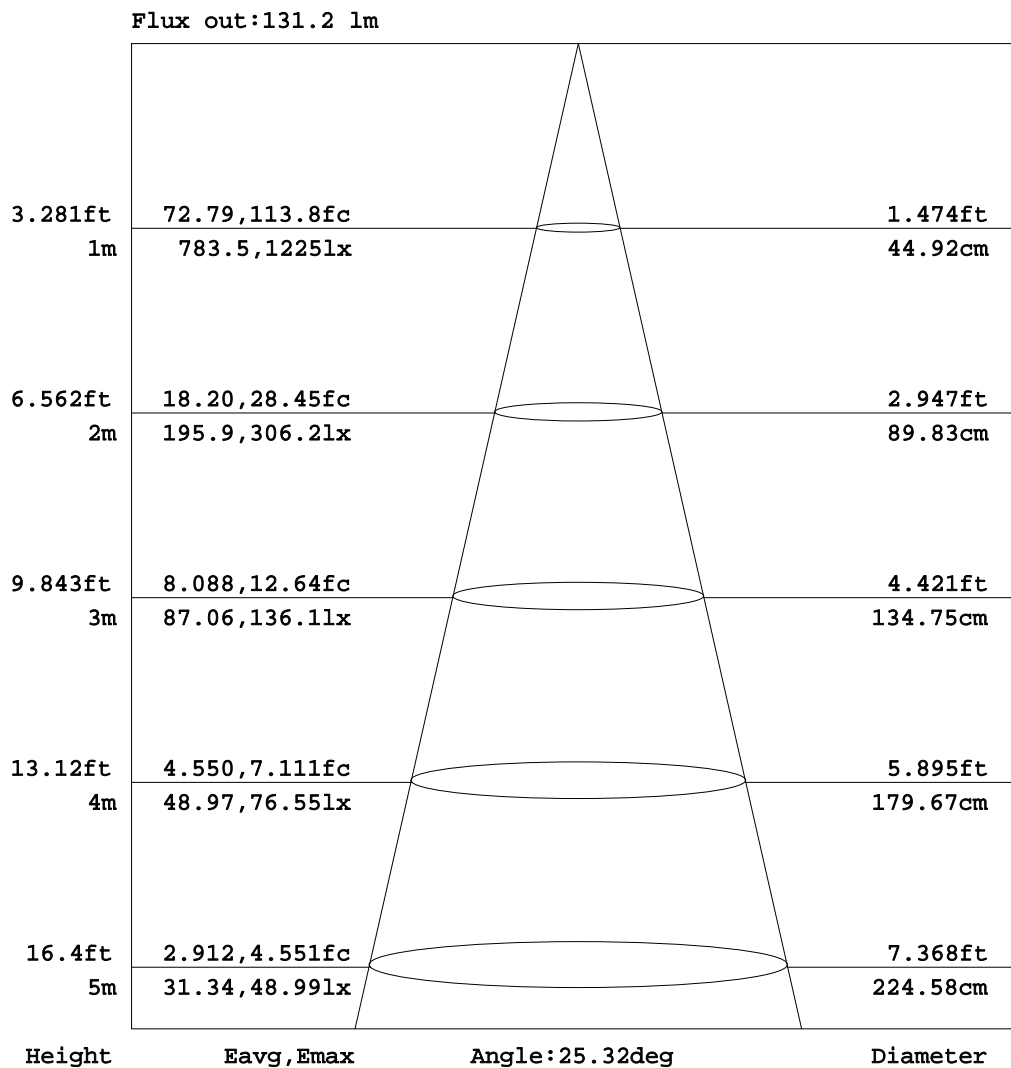 Flux out:131.2 lm
3.281ft 72.79,113.8fc 1.474ft
1m 783.5,1225lx 44.92cm
6.562ft 18.20,28.45fc 2.947ft
2m 195.9,306.2lx 89.83cm
9.843ft 8.088,12.64fc 4.421ft
3m 87.06,136.1lx 134.75cm
13.12ft 4.550,7.111fc 5.895ft
4m 48.97,76.55lx 179.67cm
16.4ft 2.912,4.551fc 7.368ft
5m 31.34,48.99lx 224.58cm
Height Eavg,Emax Angle:25.32deg Diameter